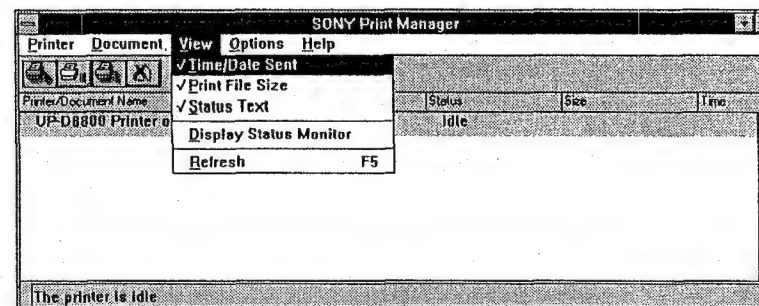 SONY Print Manager
Printer Document View Options Help
✓Time/Date Sent
✓Print File Size
✓Status Text
Display Status Monitor
Refresh F5
Printer/Document Name Status Size Time
UP-D8800 Printer o Idle
The printer is idle